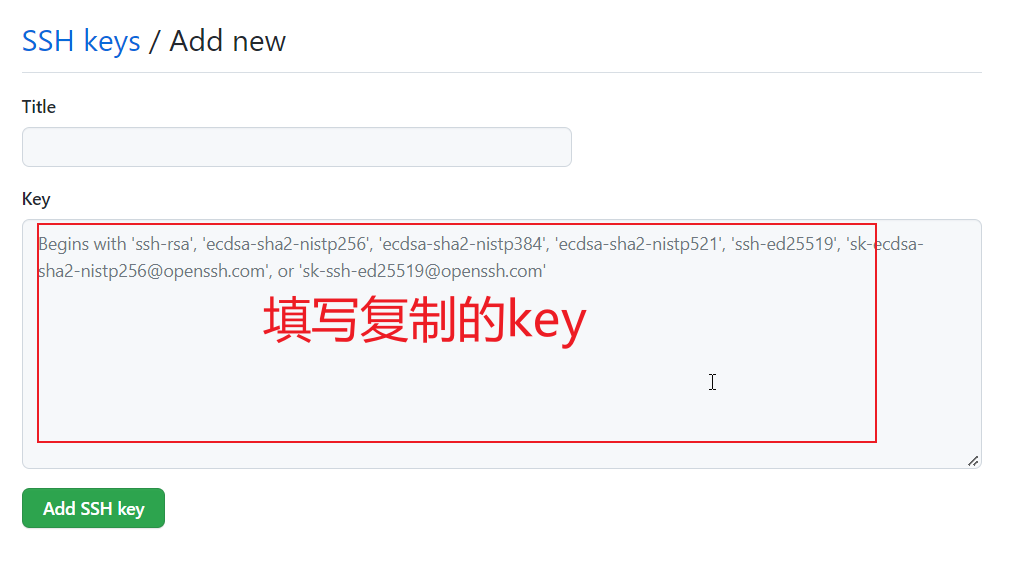 SSH keys / Add new
Title
Key
Begins with 'ssh-rsa', 'ecdsa-sha2-nistp256', 'ecdsa-sha2-nistp384', 'ecdsa-sha2-nistp521', 'ssh-ed25519', 'sk-ecdsa-
sha2-nistp256@openssh.com', or 'sk-ssh-ed25519@openssh.com'
填写复制的key
Add SSH key